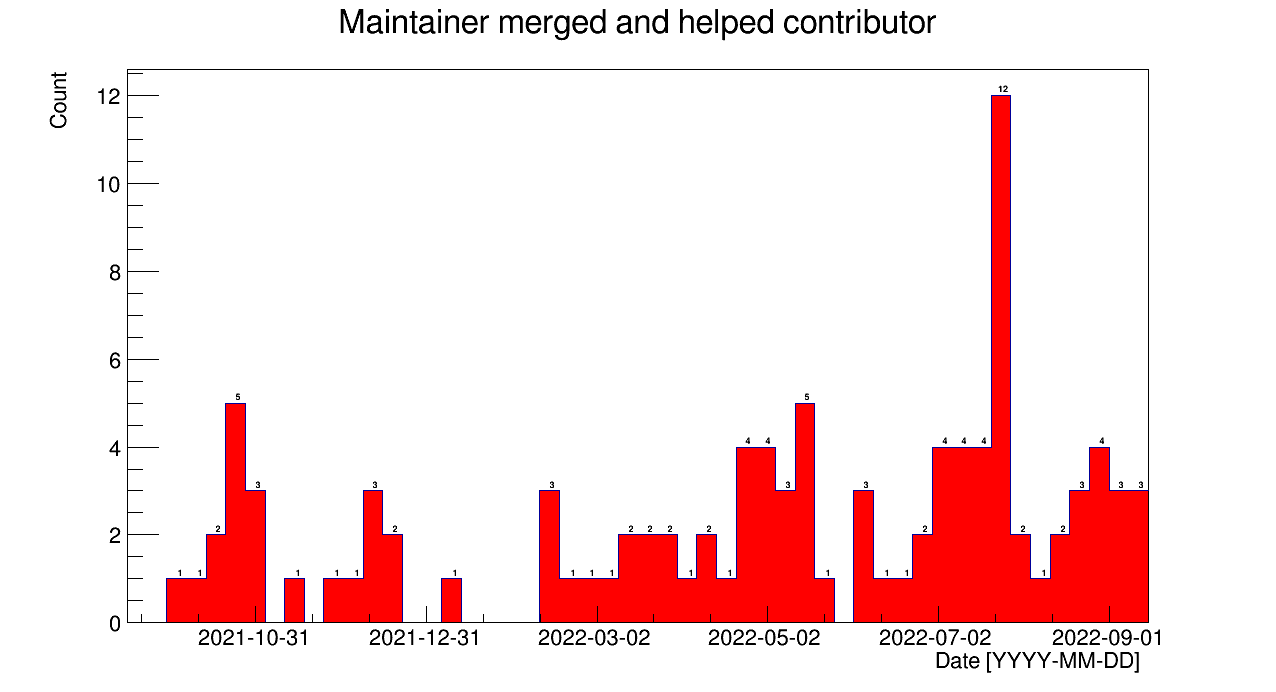 Maintainer merged and helped contributor
Count
12
10
8
6
4
2
0
1 1 2 5 3 1 1 1 3 2 1 3 1 1 1 2 2 2 1 2 1 4 4 3 5 1 3 1 1 2 4 4 4 12 2 1 2 3 4 3 3
2021-10-31 2021-12-31 2022-03-02 2022-05-02 2022-07-02 2022-09-01
Date [YYYY-MM-DD]